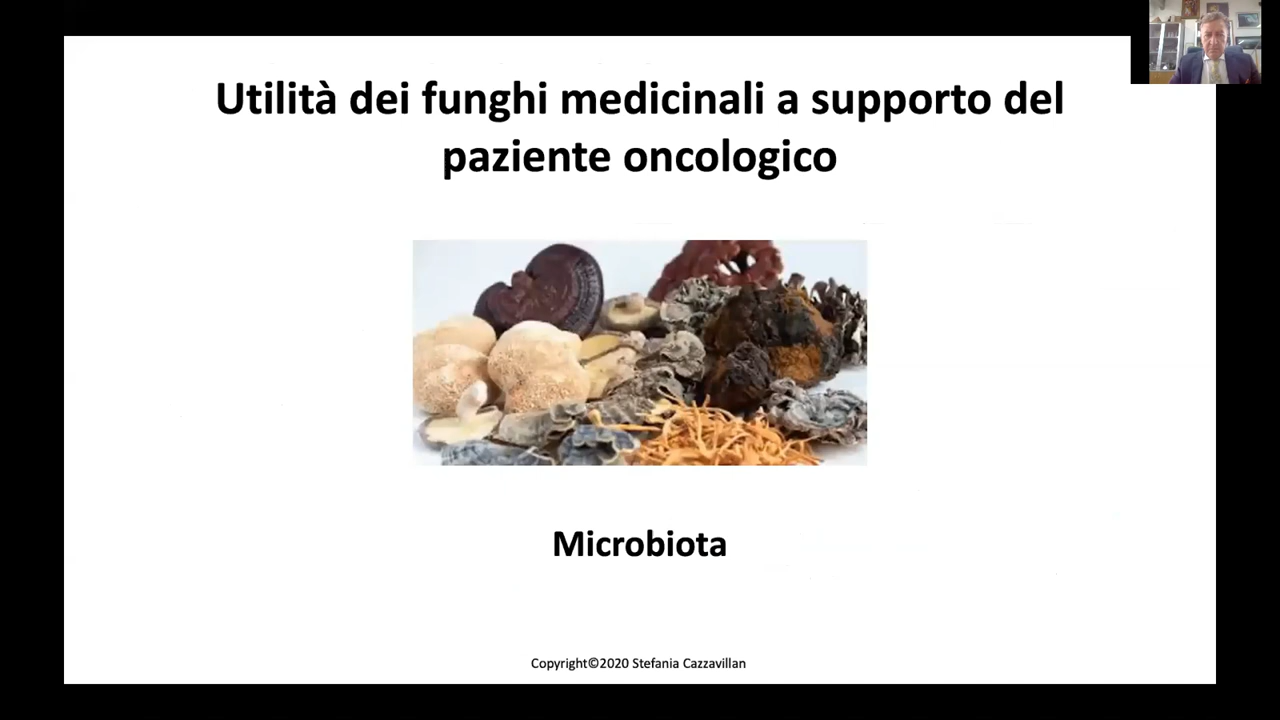 Utilità dei funghi medicinali a supporto del
paziente oncologico
Microbiota
Copyright©2020 Stefania Cazzavillan